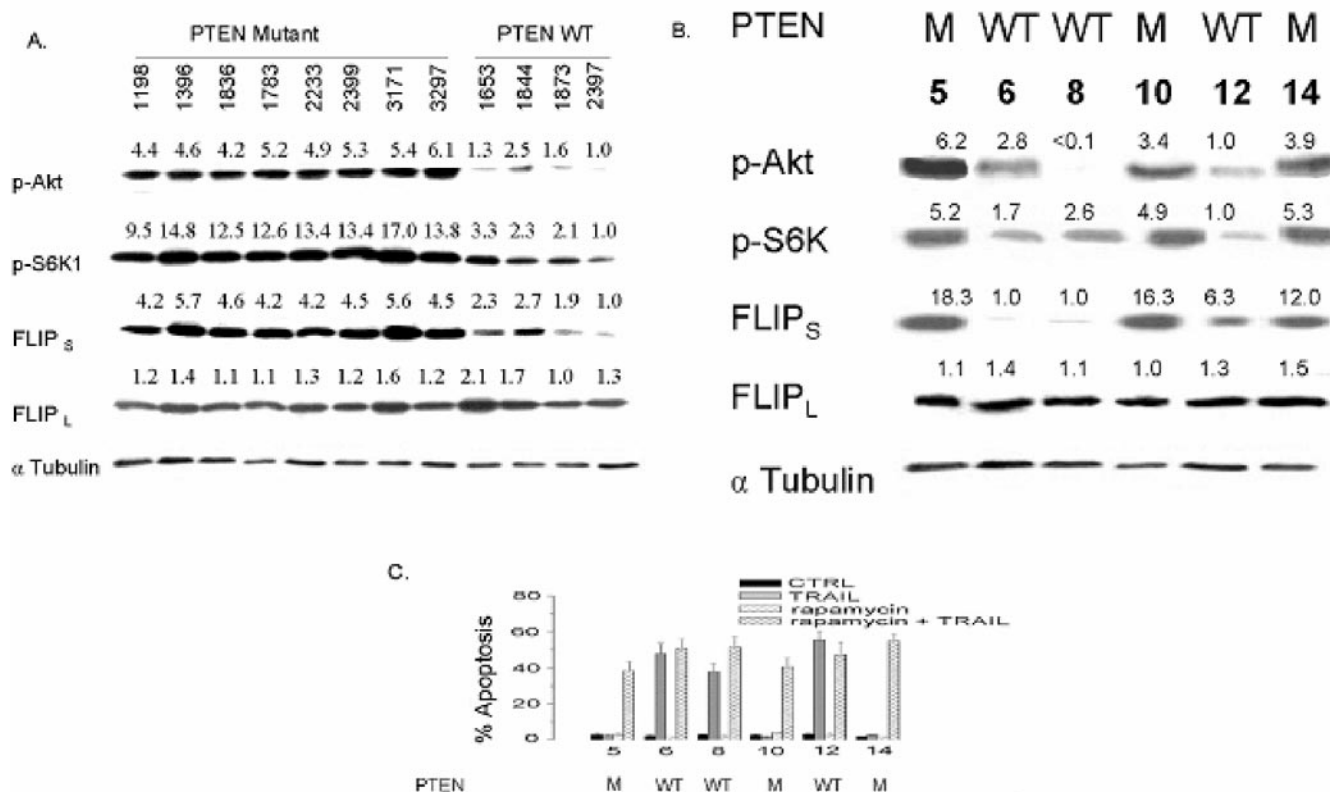 A.
PTEN Mutant PTEN WT
1198 1396 1836 1783 2233 2399 3171 3297 1653 1844 1873 2397
4.4 4.6 4.2 5.2 4.9 5.3 5.4 6.1 1.3 2.5 1.6 1.0
p-Akt
9.5 14.8 12.5 12.6 13.4 13.4 17.0 13.8 3.3 2.3 2.1 1.0
p-S6K1
4.2 5.7 4.6 4.2 4.2 4.5 5.6 4.5 2.3 2.7 1.9 1.0
FLIP S
1.2 1.4 1.1 1.1 1.3 1.2 1.6 1.2 2.1 1.7 1.0 1.3
FLIP L
α Tubulin
B.
PTEN M WT WT M WT M
5 6 8 10 12 14
6.2 2.8 <0.1 3.4 1.0 3.9
p-Akt
5.2 1.7 2.6 4.9 1.0 5.3
p-S6K
18.3 1.0 1.0 16.3 6.3 12.0
FLIPS
1.1 1.4 1.1 1.0 1.3 1.5
FLIPL
α Tubulin
C.
CTRL
TRAIL
rapamycin
rapamycin + TRAIL
% Apoptosis
80
60
40
20
0
5 6 8 10 12 14
PTEN M WT WT M WT M